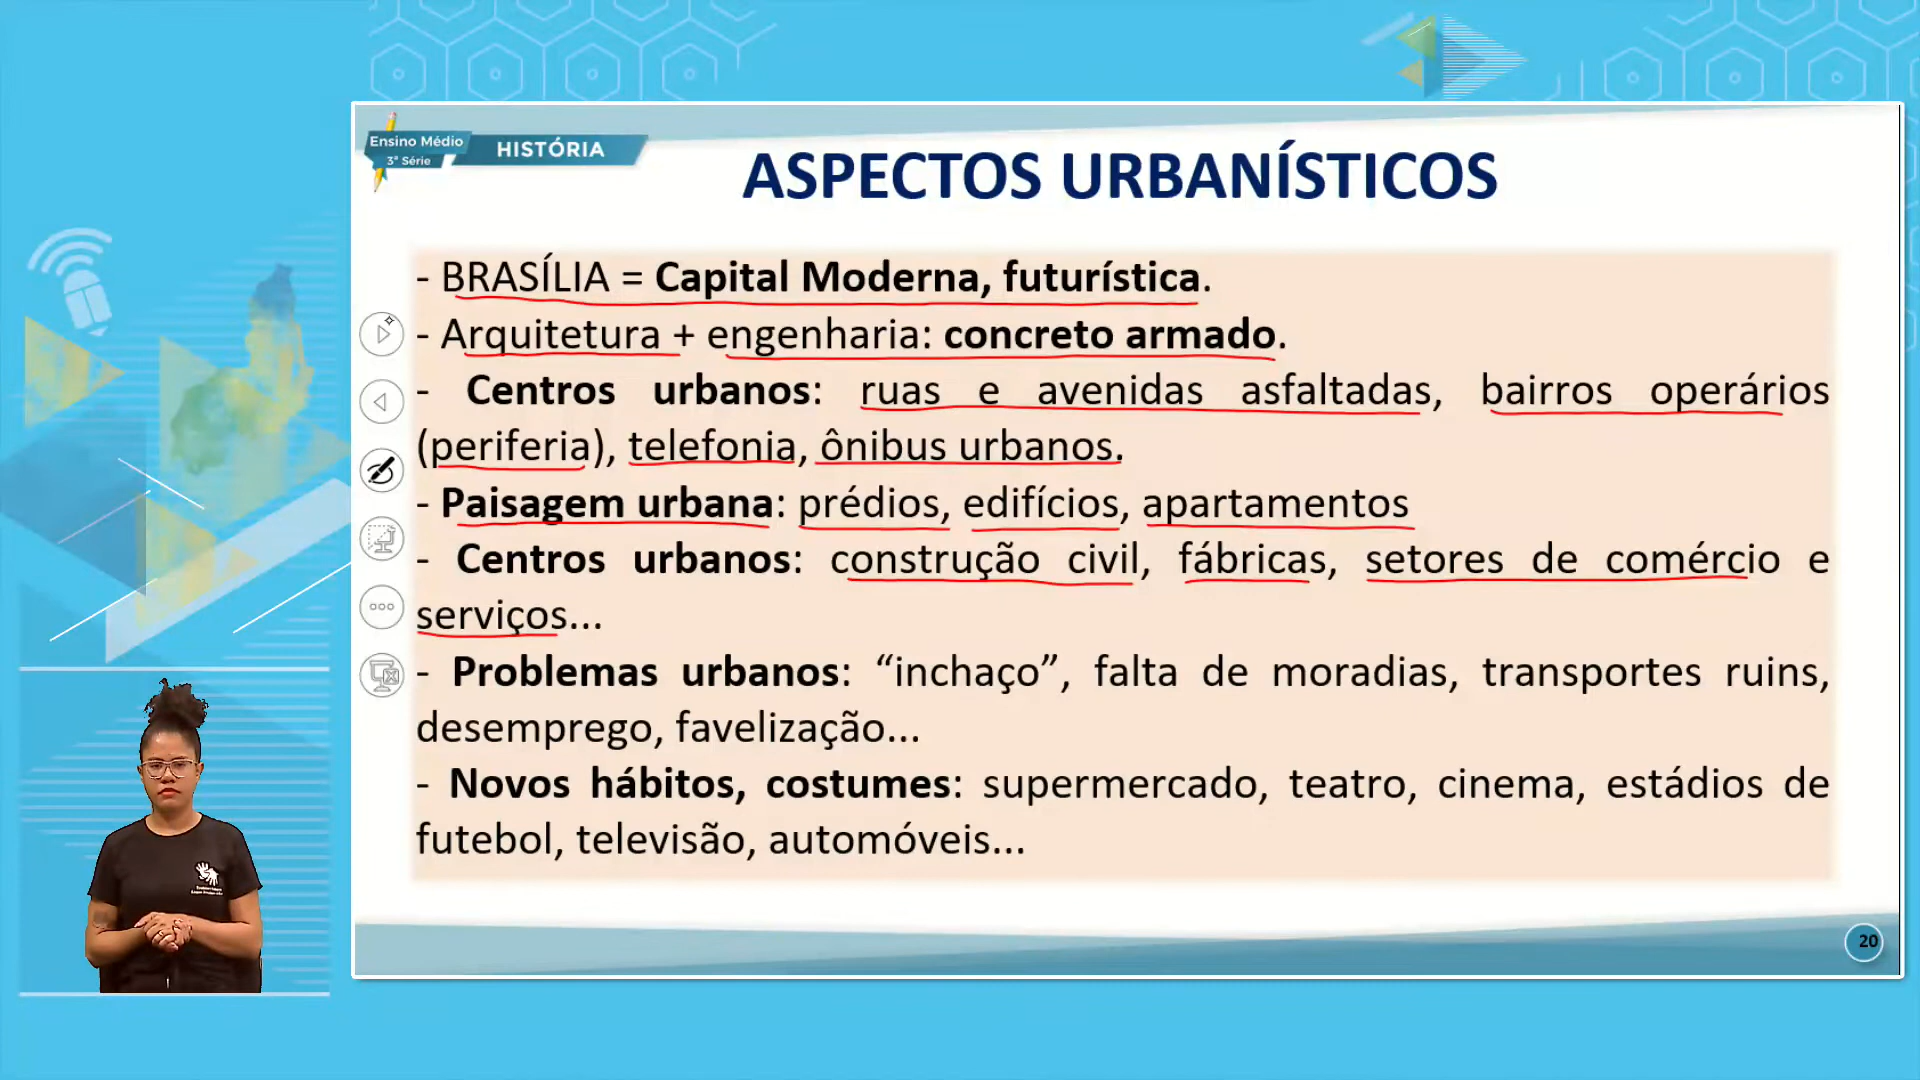 Ensino Médio
3ª Série
HISTÓRIA
ASPECTOS URBANÍSTICOS
- BRASÍLIA = Capital Moderna, futurística.
- Arquitetura + engenharia: concreto armado.
- Centros urbanos: ruas e avenidas asfaltadas, bairros operários
(periferia), telefonia, ônibus urbanos.
- Paisagem urbana: prédios, edifícios, apartamentos
- Centros urbanos: construção civil, fábricas, setores de comércio e
serviços...
- Problemas urbanos: “inchaço”, falta de moradias, transportes ruins,
desemprego, favelização...
- Novos hábitos, costumes: supermercado, teatro, cinema, estádios de
futebol, televisão, automóveis...
20